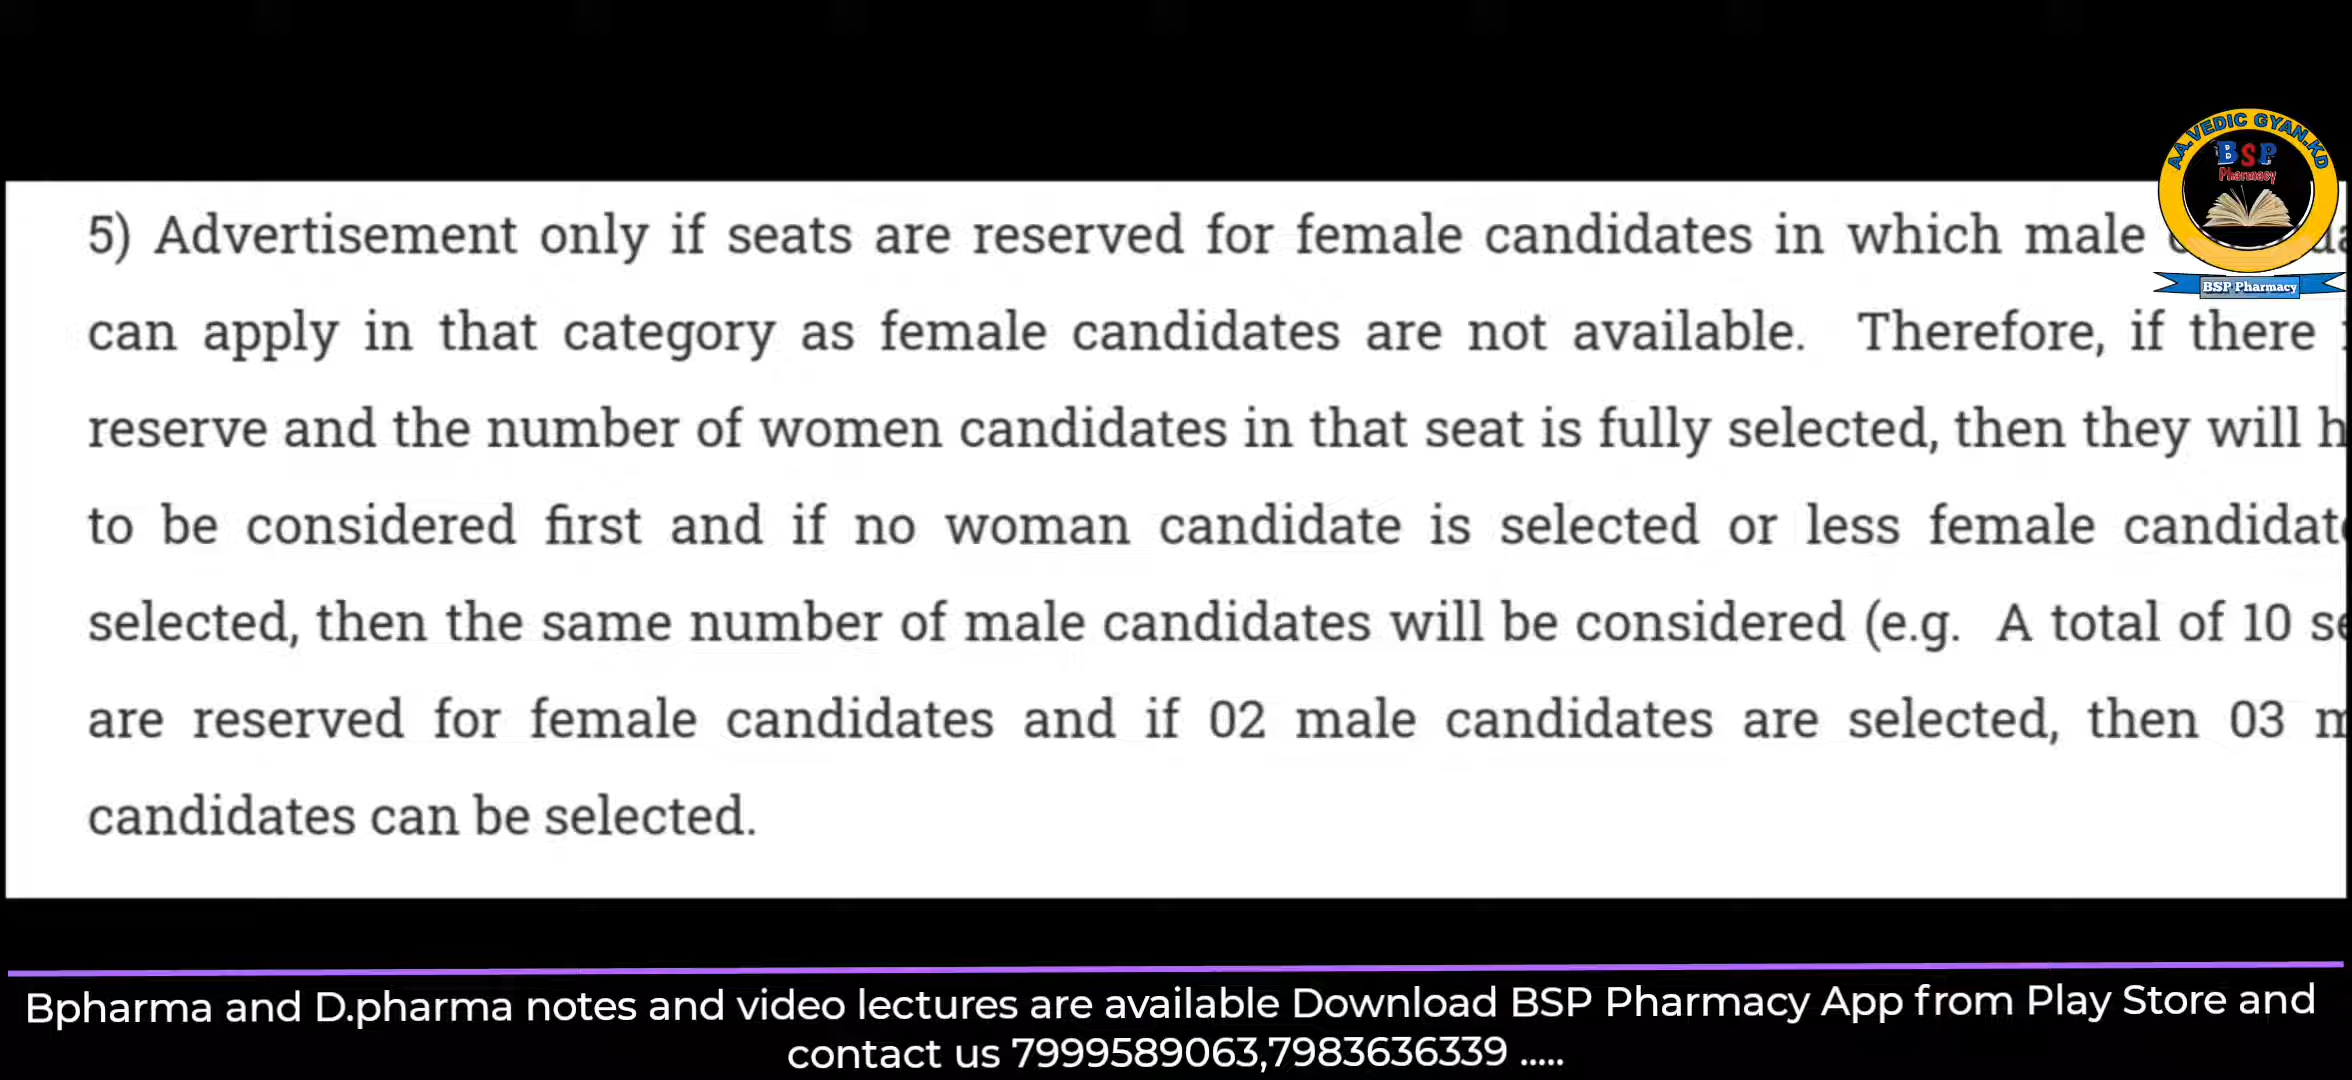 AA.VEDIC GYAN.KD
BSP
Pharmacy
BSP Pharmacy
5) Advertisement only if seats are reserved for female candidates in which male
can apply in that category as female candidates are not available. Therefore, if there
reserve and the number of women candidates in that seat is fully selected, then they will
to be considered first and if no woman candidate is selected or less female
selected, then the same number of male candidates will be considered (e.g. A total of 10
are reserved for female candidates and if 02 male candidates are selected, then 03
candidates can be selected.
Bpharma and D.pharma notes and video lectures are available Download BSP Pharmacy App from Play Store and
contact us 7999589063,7983636339 .....